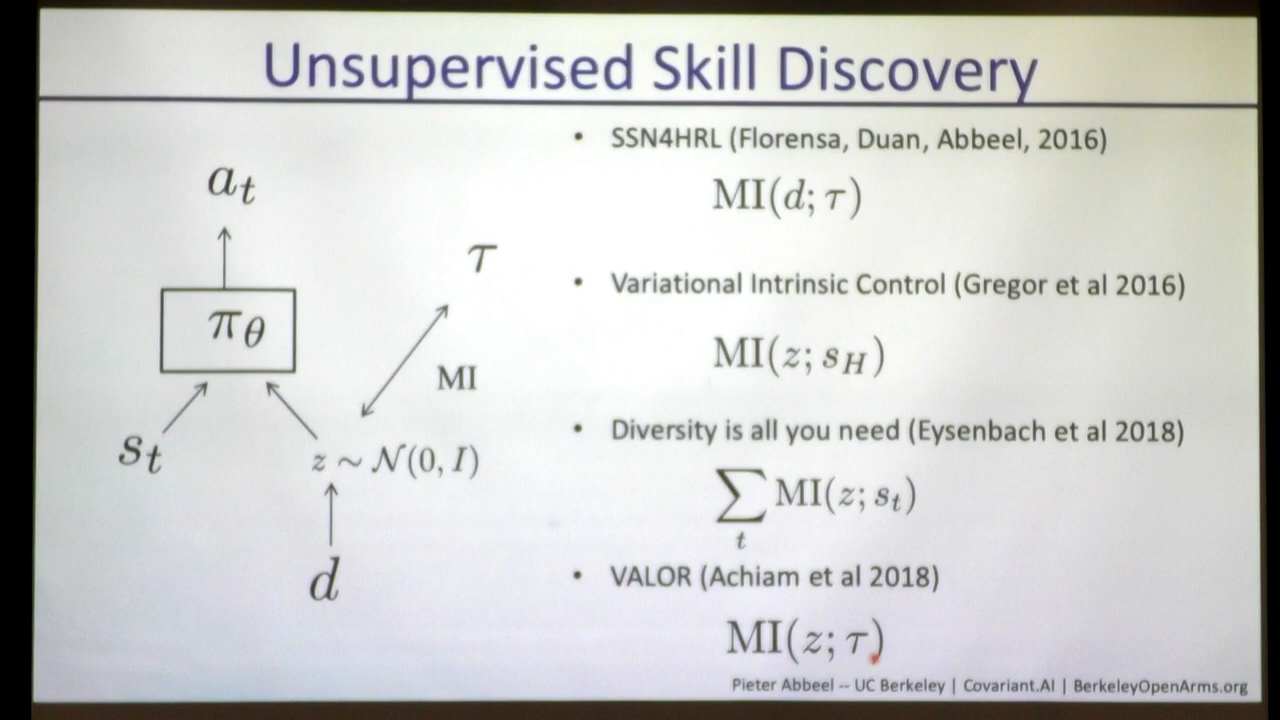 Unsupervised Skill Discovery
a_t
π_θ
s_t
z ∼ 𝒩(0, I)
d
τ
MI
• SSN4HRL (Florensa, Duan, Abbeel, 2016)
MI(d; τ)
• Variational Intrinsic Control (Gregor et al 2016)
MI(z; s_H)
• Diversity is all you need (Eysenbach et al 2018)
∑_t MI(z; s_t)
• VALOR (Achiam et al 2018)
MI(z; τ)
Pieter Abbeel -- UC Berkeley | Covariant.AI | BerkeleyOpenArms.org